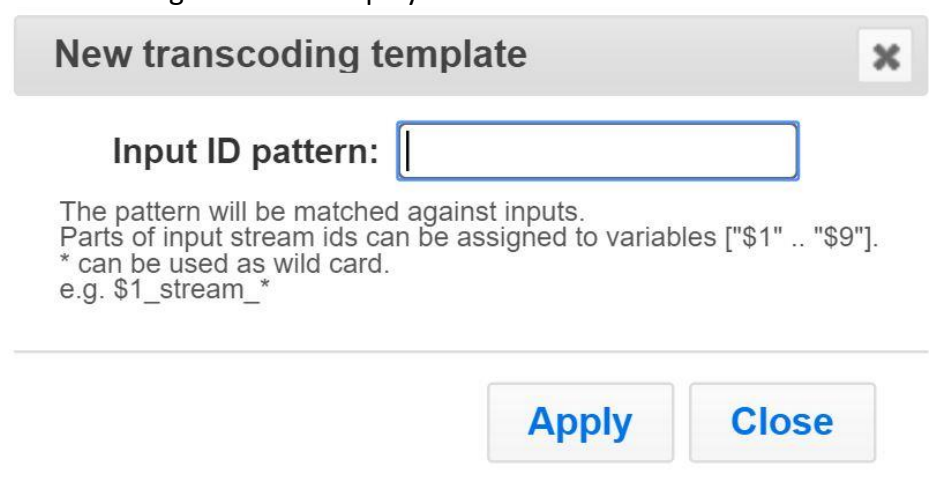 New transcoding template
Input ID pattern:
The pattern will be matched against inputs.
Parts of input stream ids can be assigned to variables ["$1" .. "$9"].
* can be used as wild card.
e.g. $1_stream_*
Apply Close